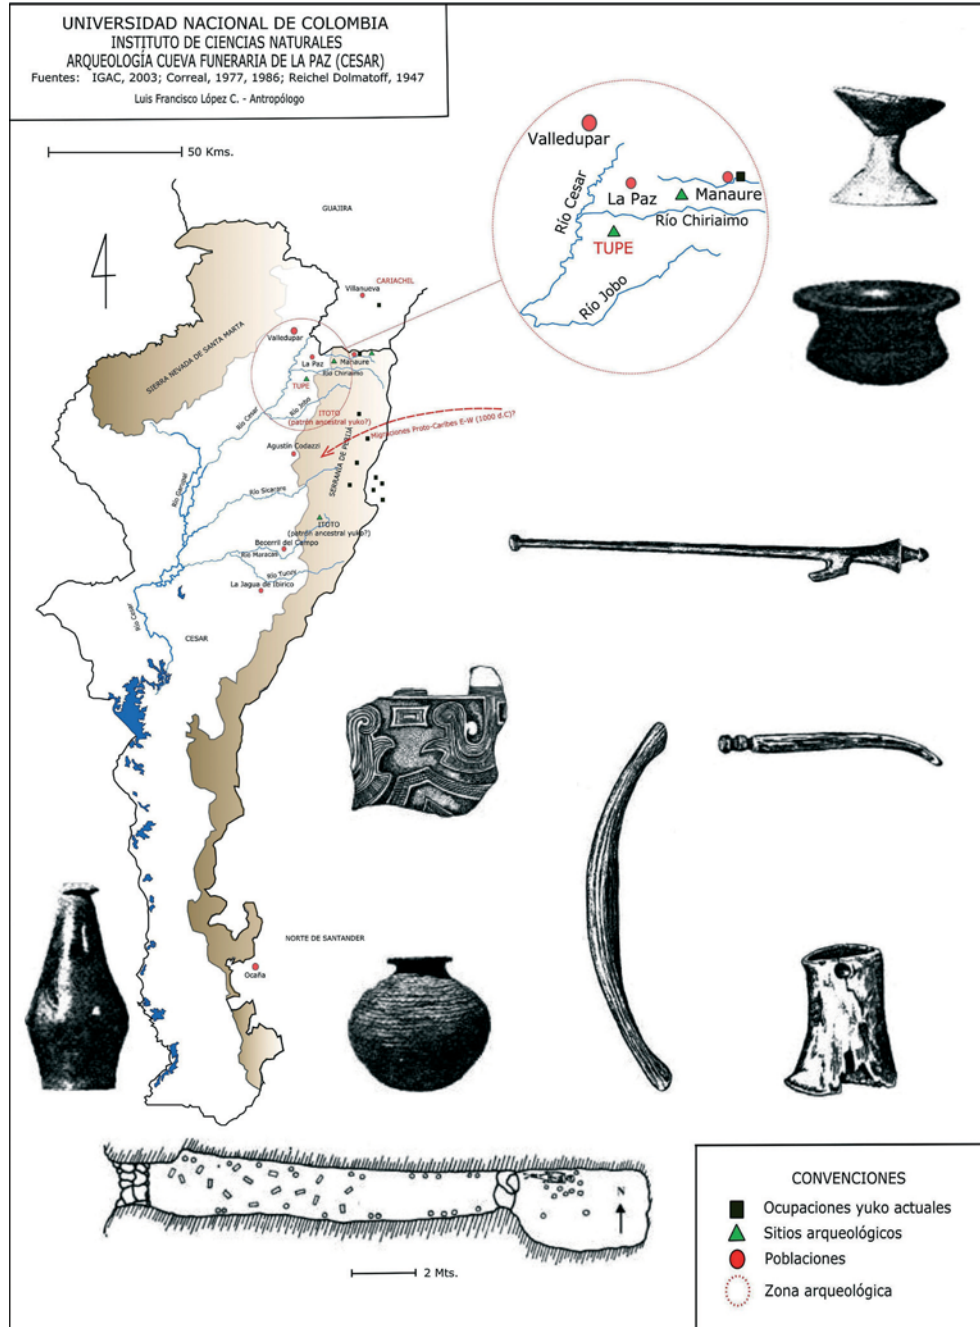 UNIVERSIDAD NACIONAL DE COLOMBIA
INSTITUTO DE CIENCIAS NATURALES
ARQUEOLOGÍA CUEVA FUNERARIA DE LA PAZ (CESAR)
Fuentes: IGAC, 2003; Correal, 1977, 1986; Reichel Dolmatoff, 1947
Luis Francisco López C. - Antropólogo
50 Kms.
Valledupar
Río Cesar
La Paz
Manaure
Río Chiriaimo
TUPE
Río Jobo
GUAJIRA
CARIACHIL
Villanueva
SIERRA NEVADA DE SANTA MARTA
Valledupar
La Paz
Manaure
Río Chiriaimo
TUPE
Río Jobo
Río Cesar
ITOTO
(patrón ancestral yuko?)
Migraciones Proto-Caribes E-W (1000 d.C)?
Agustín Codazzi
SERRANÍA DE PERIJÁ
Río Sicararo
ITOTO
(patrón ancestral yuko?)
Becerril del Campo
Río Maracas
Río Tucuy
La Jagua de Ibirico
Río Cesar
CESAR
NORTE DE SANTANDER
Ocaña
N
2 Mts.
CONVENCIONES
Ocupaciones yuko actuales
Sitios arqueológicos
Poblaciones
Zona arqueológica